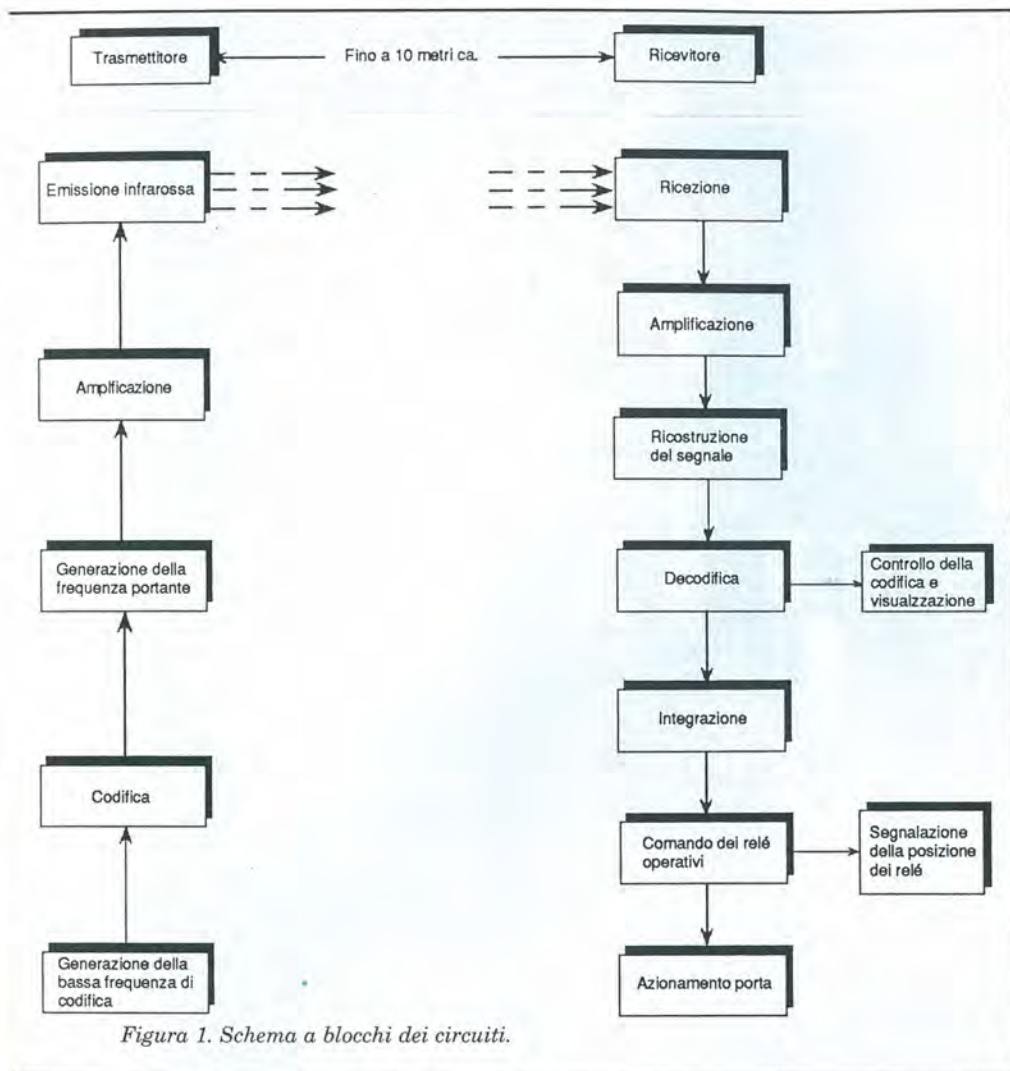 Trasmettitore
Fino a 10 metri ca.
Ricevitore
Emissione infrarossa
Ricezione
Amplificazione
Ampificazione
Ricostruzione
del segnale
Generazione della
frequenza portante
Decodifica
Controllo della
codifica e
visualzzazione
Integrazione
Codifica
Comando dei relé
operativi
Segnalazione
della posizione
dei relé
Generazione della
bassa frequenza di
codifica
Azionamento porta
Figura 1. Schema a blocchi dei circuiti.